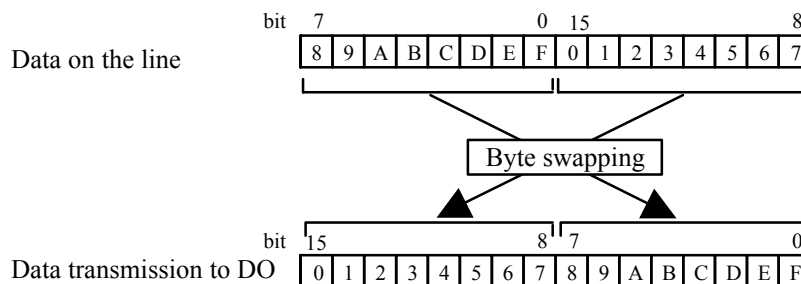 bit 7 0 15 8
Data on the line 8 9 A B C D E F 0 1 2 3 4 5 6 7
Byte swapping
bit 15 8 7 0
Data transmission to DO 0 1 2 3 4 5 6 7 8 9 A B C D E F